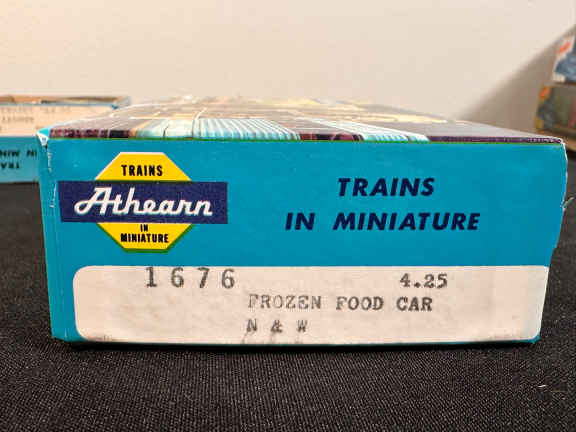 TRAINS
Athearn
IN
MINIATURE
TRAINS
IN MINIATURE
1676 4.25
FROZEN FOOD CAR
N & W